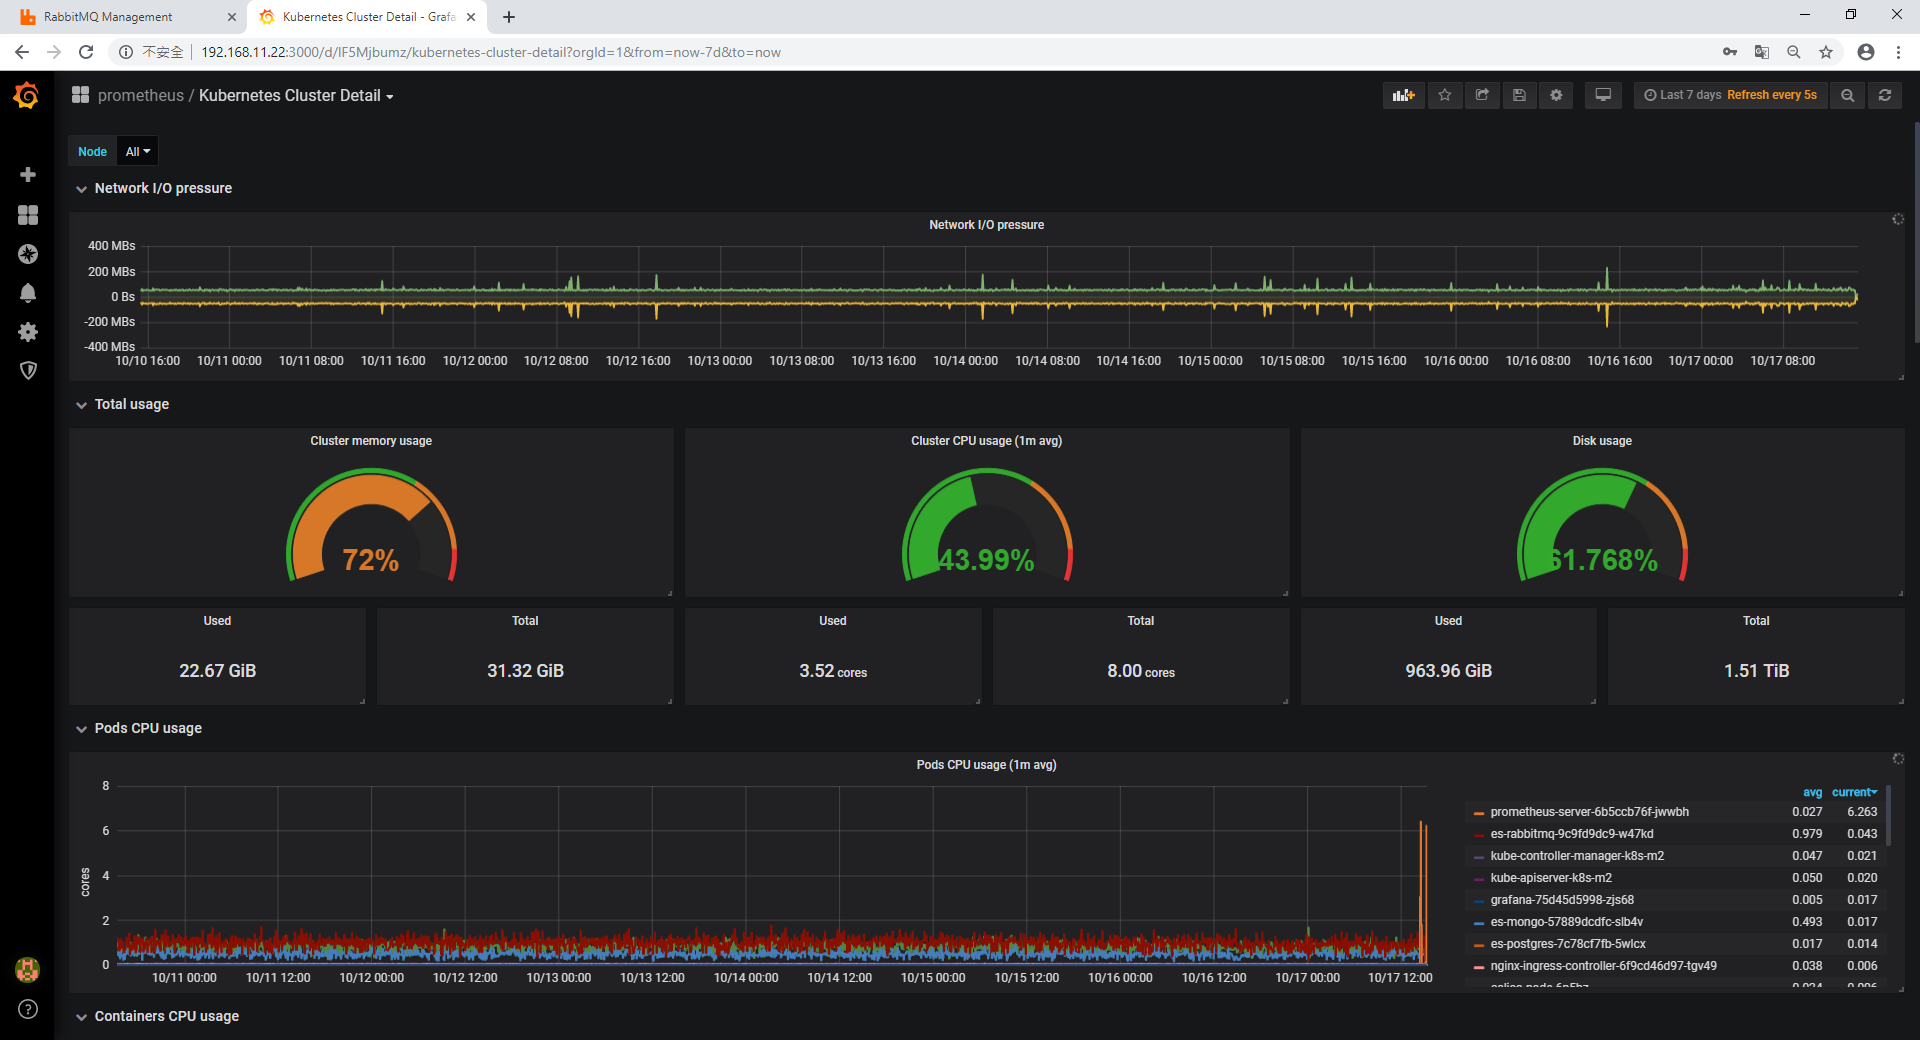 RabbitMQ Management
Kubernetes Cluster Detail - Grafa
不安全 192.168.11.22:3000/d/IF5Mjbumz/kubernetes-cluster-detail?orgId=1&from=now-7d&to=now
prometheus / Kubernetes Cluster Detail
Last 7 days Refresh every 5s
Node All
Network I/O pressure
Network I/O pressure
400 MBs
200 MBs
0 Bs
-200 MBs
-400 MBs
10/10 16:00 10/11 00:00 10/11 08:00 10/11 16:00 10/12 00:00 10/12 08:00 10/12 16:00 10/13 00:00 10/13 08:00 10/13 16:00 10/14 00:00 10/14 08:00 10/14 16:00 10/15 00:00 10/15 08:00 10/15 16:00 10/16 00:00 10/16 08:00 10/16 16:00 10/17 00:00 10/17 08:00
Total usage
Cluster memory usage
72%
Cluster CPU usage (1m avg)
43.99%
Disk usage
61.768%
Used
22.67 GiB
Total
31.32 GiB
Used
3.52 cores
Total
8.00 cores
Used
963.96 GiB
Total
1.51 TiB
Pods CPU usage
Pods CPU usage (1m avg)
cores
8
6
4
2
0
10/11 00:00 10/11 12:00 10/12 00:00 10/12 12:00 10/13 00:00 10/13 12:00 10/14 00:00 10/14 12:00 10/15 00:00 10/15 12:00 10/16 00:00 10/16 12:00 10/17 00:00 10/17 12:00
avg current
prometheus-server-6b5ccb76f-jwwbh 0.027 6.263
es-rabbitmq-9c9fd9dc9-w47kd 0.979 0.043
kube-controller-manager-k8s-m2 0.047 0.021
kube-apiserver-k8s-m2 0.050 0.020
grafana-75d45d5998-zjs68 0.005 0.017
es-mongo-57889dcdfc-slb4v 0.493 0.017
es-postgres-7c78cf7fb-5wlcx 0.017 0.014
nginx-ingress-controller-6f9cd46d97-tgv49 0.038 0.006
Containers CPU usage